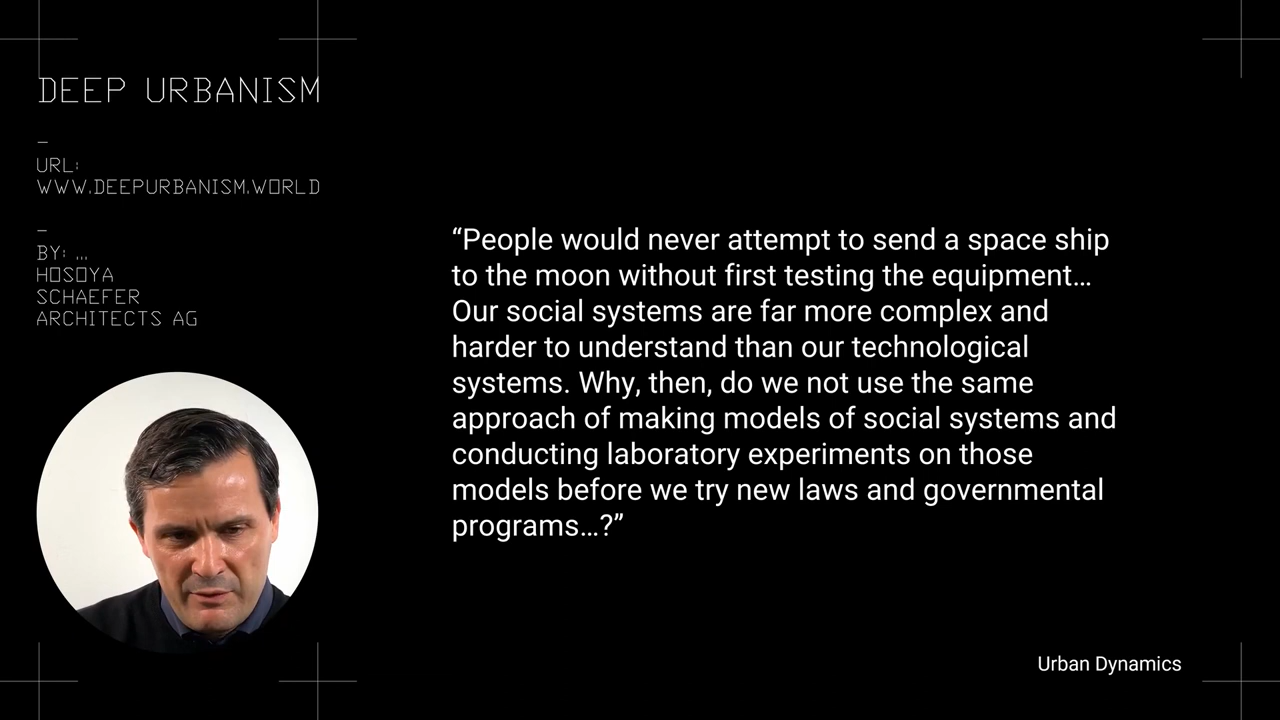 DEEP URBANISM
–
URL:
WWW.DEEPURBANISM.WORLD
–
BY: ...
HOSOYA
SCHAEFER
ARCHITECTS AG
“People would never attempt to send a space ship
to the moon without first testing the equipment…
Our social systems are far more complex and
harder to understand than our technological
systems. Why, then, do we not use the same
approach of making models of social systems and
conducting laboratory experiments on those
models before we try new laws and governmental
programs…?”
Urban Dynamics